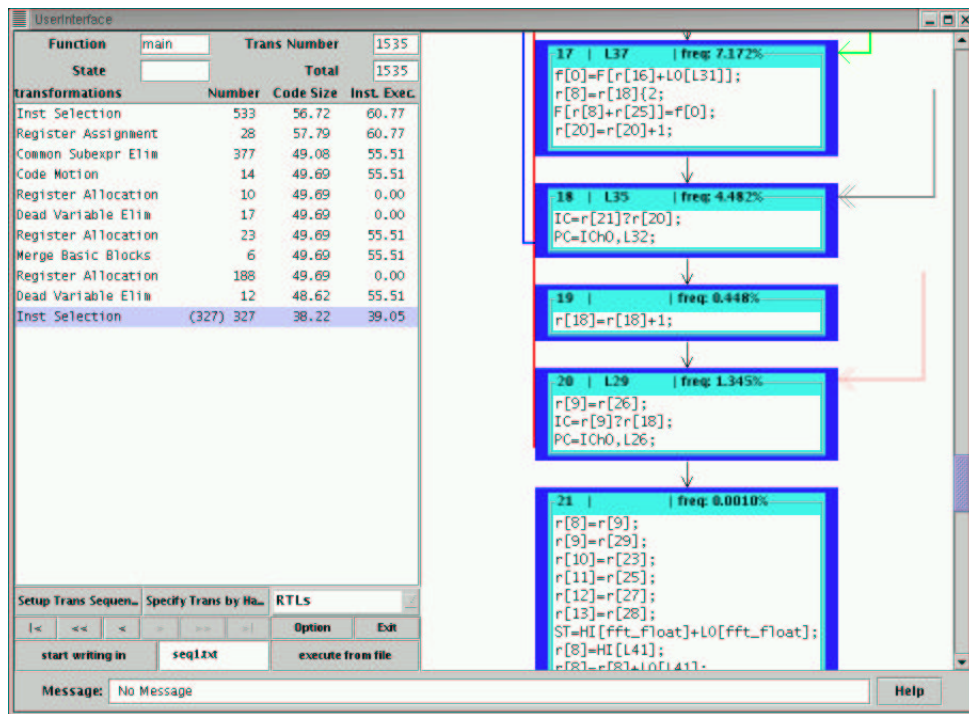 UserInterface
Function main Trans Number 1535
State Total 1535
transformations Number Code Size Inst. Exec.
Inst Selection 533 56.72 60.77
Register Assignment 28 57.79 60.77
Common Subexpr Elim 377 49.08 55.51
Code Motion 14 49.69 55.51
Register Allocation 10 49.69 0.00
Dead Variable Elim 17 49.69 0.00
Register Allocation 23 49.69 55.51
Merge Basic Blocks 6 49.69 55.51
Register Allocation 188 49.69 0.00
Dead Variable Elim 12 48.62 55.51
Inst Selection (327) 327 38.22 39.05
Setup Trans Sequen... Specify Trans by Ha... RTLs
|< << < > >> >| Option Exit
start writing in seq1.txt execute from file
17 | L37 | freq: 7.172%
f[0]=F[r[16]+LO[L31]];
r[8]=r[18]{2;
F[r[8]+r[25]]=f[0];
r[20]=r[20]+1;
18 | L35 | freq: 4.482%
IC=r[21]?r[20];
PC=ICh0,L32;
19 | | freq: 0.448%
r[18]=r[18]+1;
20 | L29 | freq: 1.345%
r[9]=r[26];
IC=r[9]?r[18];
PC=ICh0,L26;
21 | | freq: 0.0010%
r[8]=r[9];
r[9]=r[29];
r[10]=r[23];
r[11]=r[25];
r[12]=r[27];
r[13]=r[28];
ST=HI[fft_float]+LO[fft_float];
r[8]=HI[L41];
r[8]=r[8]+LO[L41];
Message: No Message Help